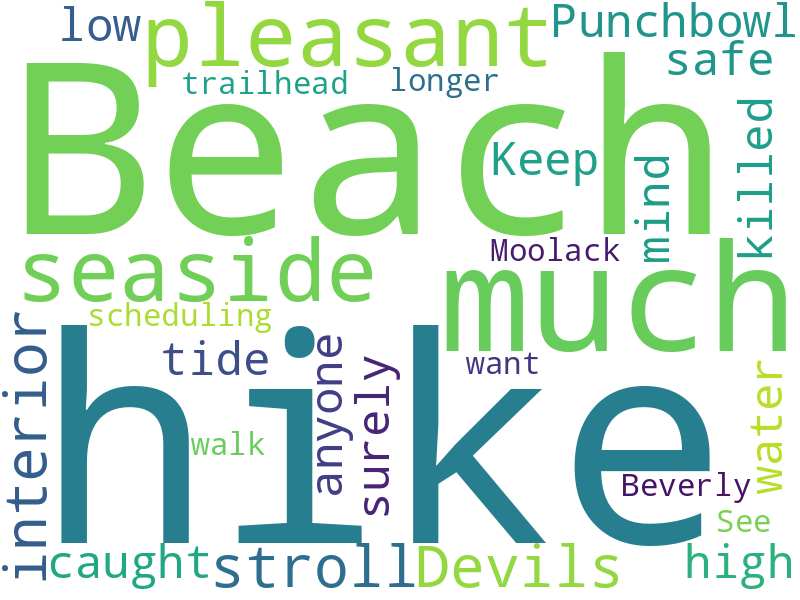 low
pleasant
Punchbowl
safe
trailhead
longer
Beach
Keep
mind
killed
seaside
Moolack
much
scheduling
interior
tide
anyone
surely
want
hike
walk
water
Beverly
See
caught
stroll
Devils
high